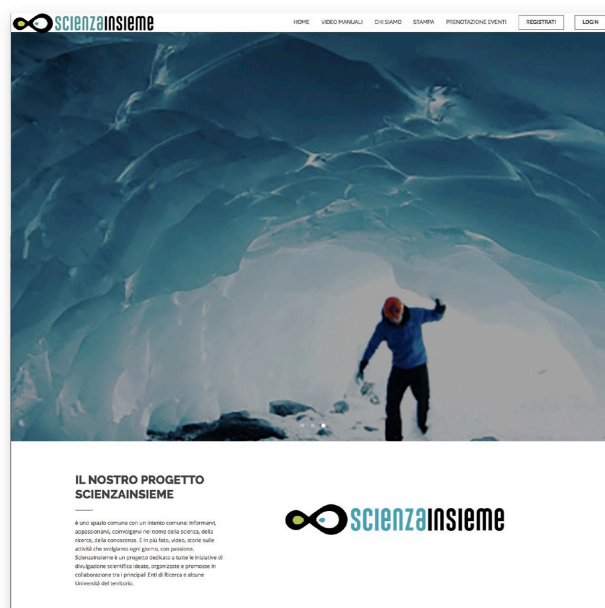 scienzainsieme
HOME VIDEO MANUALI CHI SIAMO STAMPA PRENOTAZIONE EVENTI REGISTRATI LOGIN
IL NOSTRO PROGETTO
SCIENZAINSIEME
è uno spazio comune con un intento comune: informarvi,
appassionarvi, coinvolgervi nel nome della scienza, della
ricerca, della conoscenza. E in più foto, video, storie sulle
attività che svolgiamo ogni giorno, con passione.
ScienzaInsieme è un progetto dedicato a tutte le iniziative di
divulgazione scientifica ideate, organizzate e promosse in
collaborazione tra i principali Enti di Ricerca e alcune
Università del territorio.
scienzainsieme